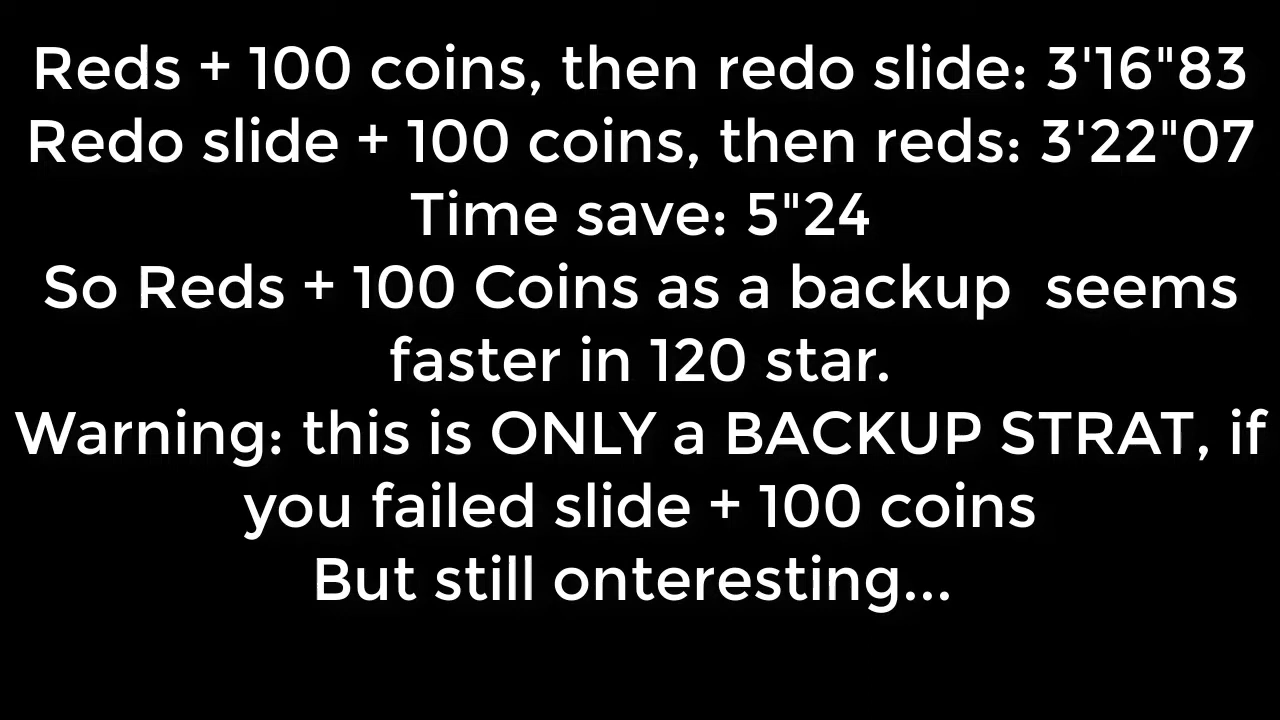 Reds + 100 coins, then redo slide: 3'16"83
Redo slide + 100 coins, then reds: 3'22"07
Time save: 5"24
So Reds + 100 Coins as a backup  seems
faster in 120 star.
Warning: this is ONLY a BACKUP STRAT, if
you failed slide + 100 coins
But still onteresting...